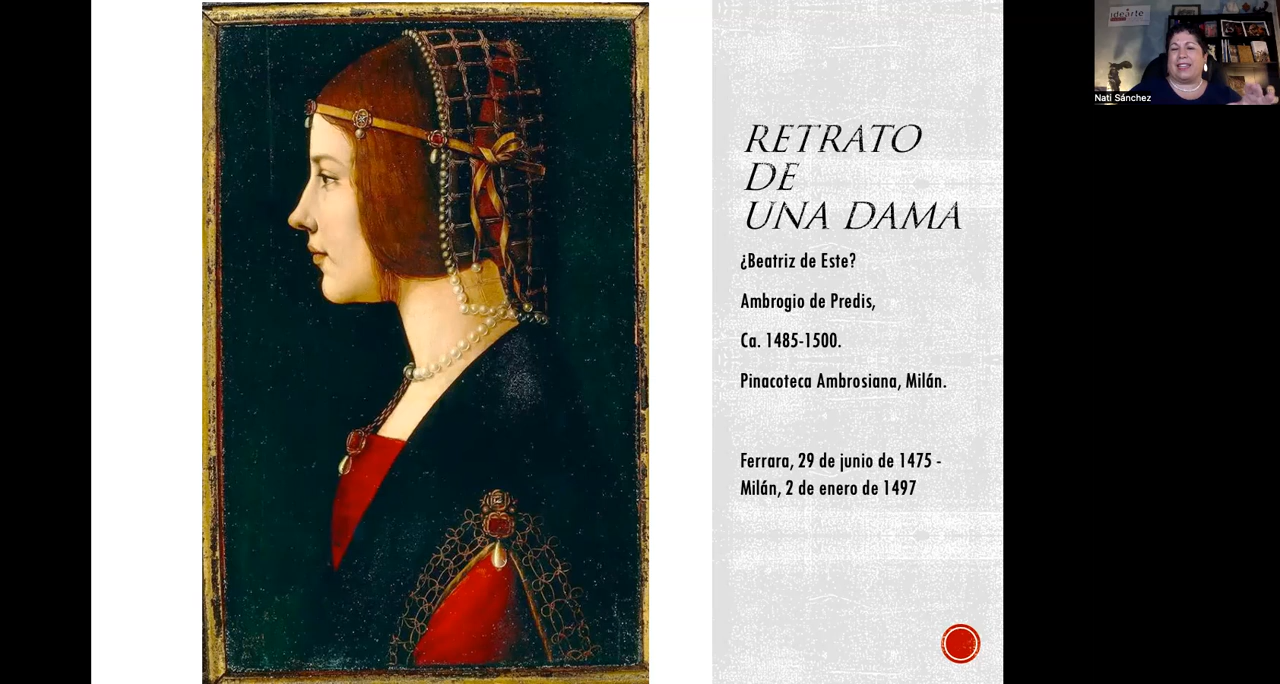 RETRATO
DE
UNA DAMA
¿Beatriz de Este?
Ambrogio de Predis,
Ca. 1485-1500.
Pinacoteca Ambrosiana, Milán.
Ferrara, 29 de junio de 1475 -
Milán, 2 de enero de 1497
idearte
Nati Sánchez